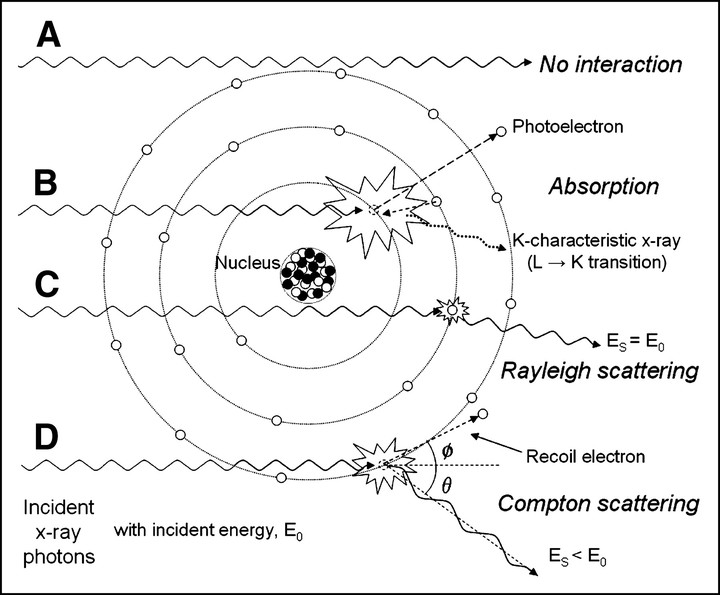 A
No interaction
Photoelectron
B
Absorption
K-characteristic x-ray
(L → K transition)
Nucleus
C
E_S = E_0
Rayleigh scattering
D
ϕ
Recoil electron
θ
Compton scattering
Incident
x-ray
photons
with incident energy, E_0
E_S < E_0